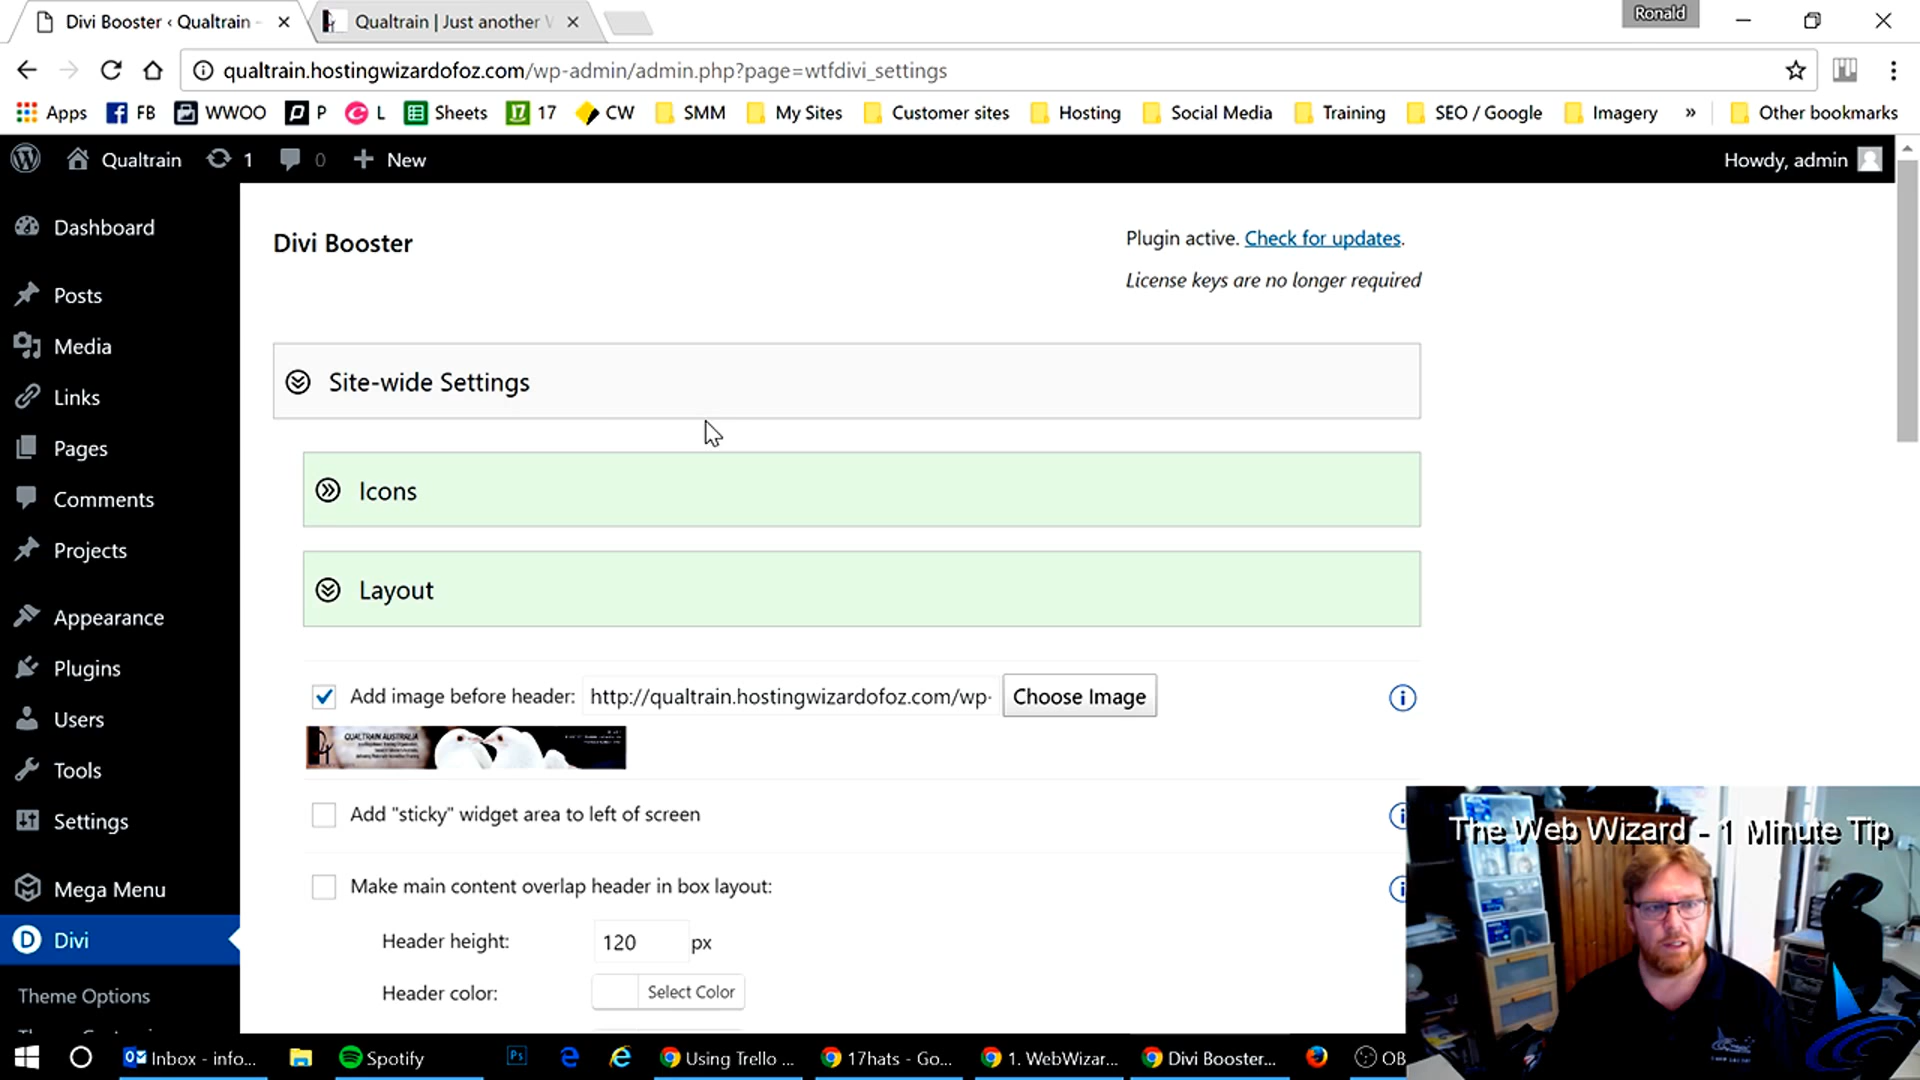 Divi Booster ‹ Qualtrain -
Qualtrain | Just another
Ronald
qualtrain.hostingwizardofoz.com/wp-admin/admin.php?page=wtfdivi_settings
Apps FB WWOO P L Sheets 17 17 CW SMM My Sites Customer sites Hosting Social Media Training SEO / Google Imagery » Other bookmarks
Qualtrain 1 0 + New
Howdy, admin
Dashboard
Posts
Media
Links
Pages
Comments
Projects
Appearance
Plugins
Users
Tools
Settings
Mega Menu
D Divi
Theme Options
Divi Booster
Plugin active. Check for updates.
License keys are no longer required
Site-wide Settings
Icons
Layout
Add image before header: http://qualtrain.hostingwizardofoz.com/wp- Choose Image
QUALTRAIN AUSTRALIA
Add "sticky" widget area to left of screen
Make main content overlap header in box layout:
Header height: 120 px
Header color: Select Color
The Web Wizard - 1 Minute Tip
Inbox - info... Spotify Ps Using Trello ... 17hats - Go... 1. WebWizar... Divi Booster... OB